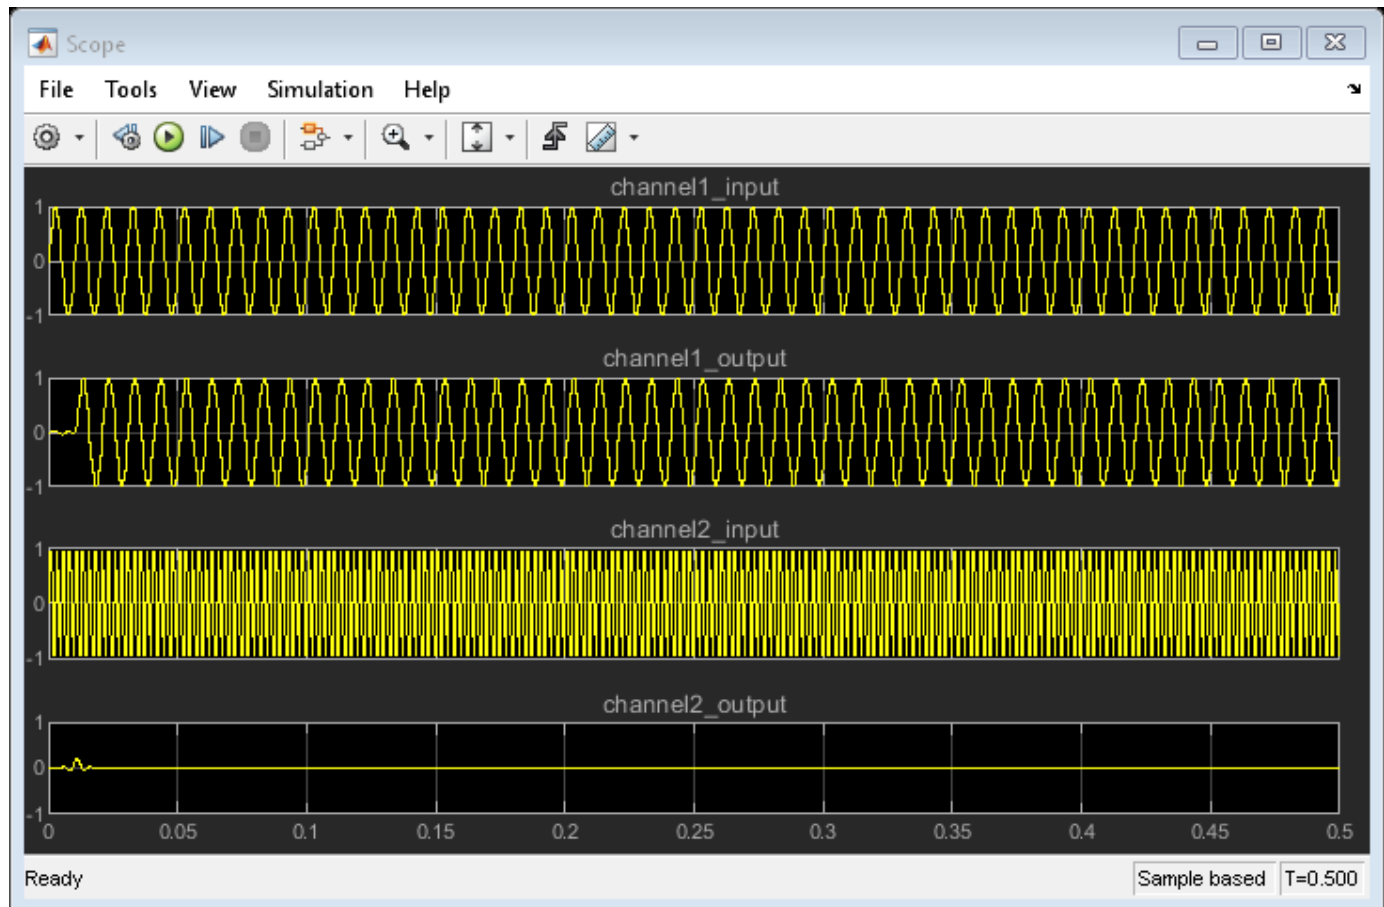 Scope
File Tools View Simulation Help
channel1_input
1
0
-1
channel1_output
1
0
-1
channel2_input
1
0
-1
channel2_output
1
0
-1
0 0.05 0.1 0.15 0.2 0.25 0.3 0.35 0.4 0.45 0.5
Ready Sample based T=0.500